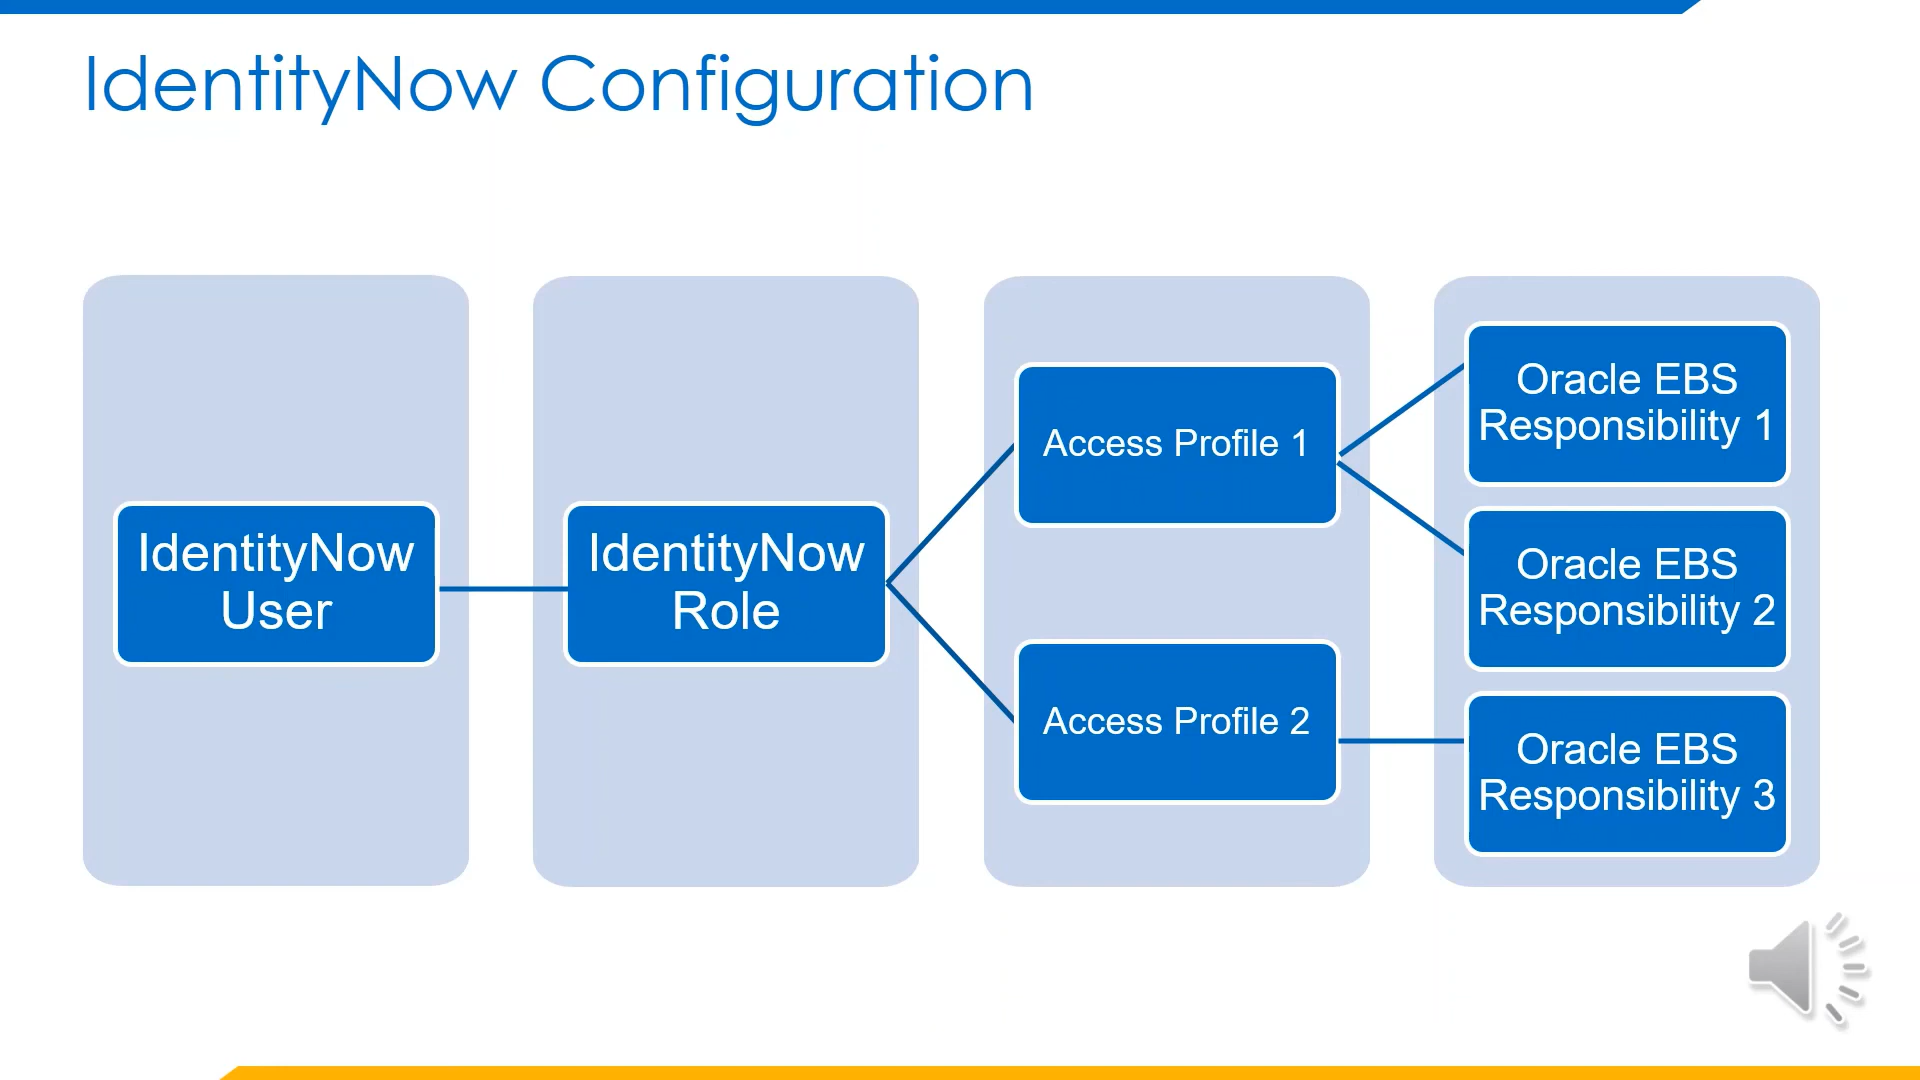 IdentityNow Configuration
IdentityNow
User
IdentityNow
Role
Access Profile 1
Access Profile 2
Oracle EBS
Responsibility 1
Oracle EBS
Responsibility 2
Oracle EBS
Responsibility 3